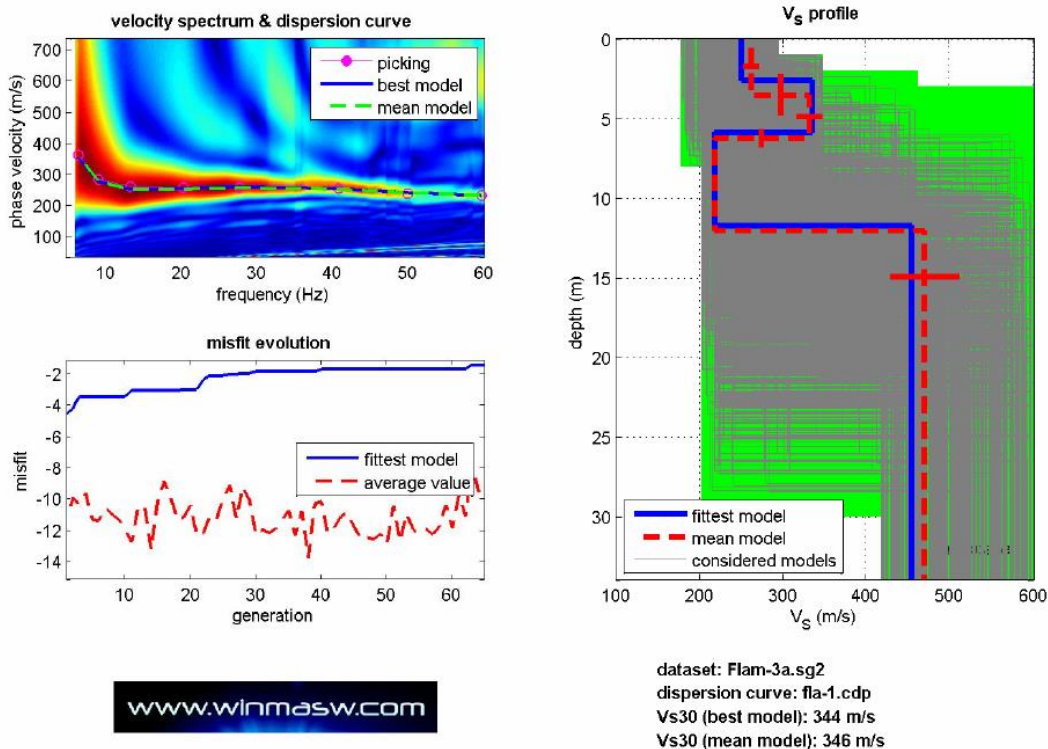 velocity spectrum & dispersion curve
phase velocity (m/s)
700
600
500
400
300
200
100
picking
best model
mean model
10
20
30
40
50
60
frequency (Hz)
misfit evolution
misfit
-2
-4
-6
-8
-10
-12
-14
fittest model
average value
10
20
30
40
50
60
generation
www.winmasw.com
VS profile
depth (m)
0
5
10
15
20
25
30
fittest model
mean model
considered models
100
200
300
400
500
600
VS (m/s)
dataset: Flam-3a.sg2
dispersion curve: fla-1.cdp
Vs30 (best model): 344 m/s
Vs30 (mean model): 346 m/s